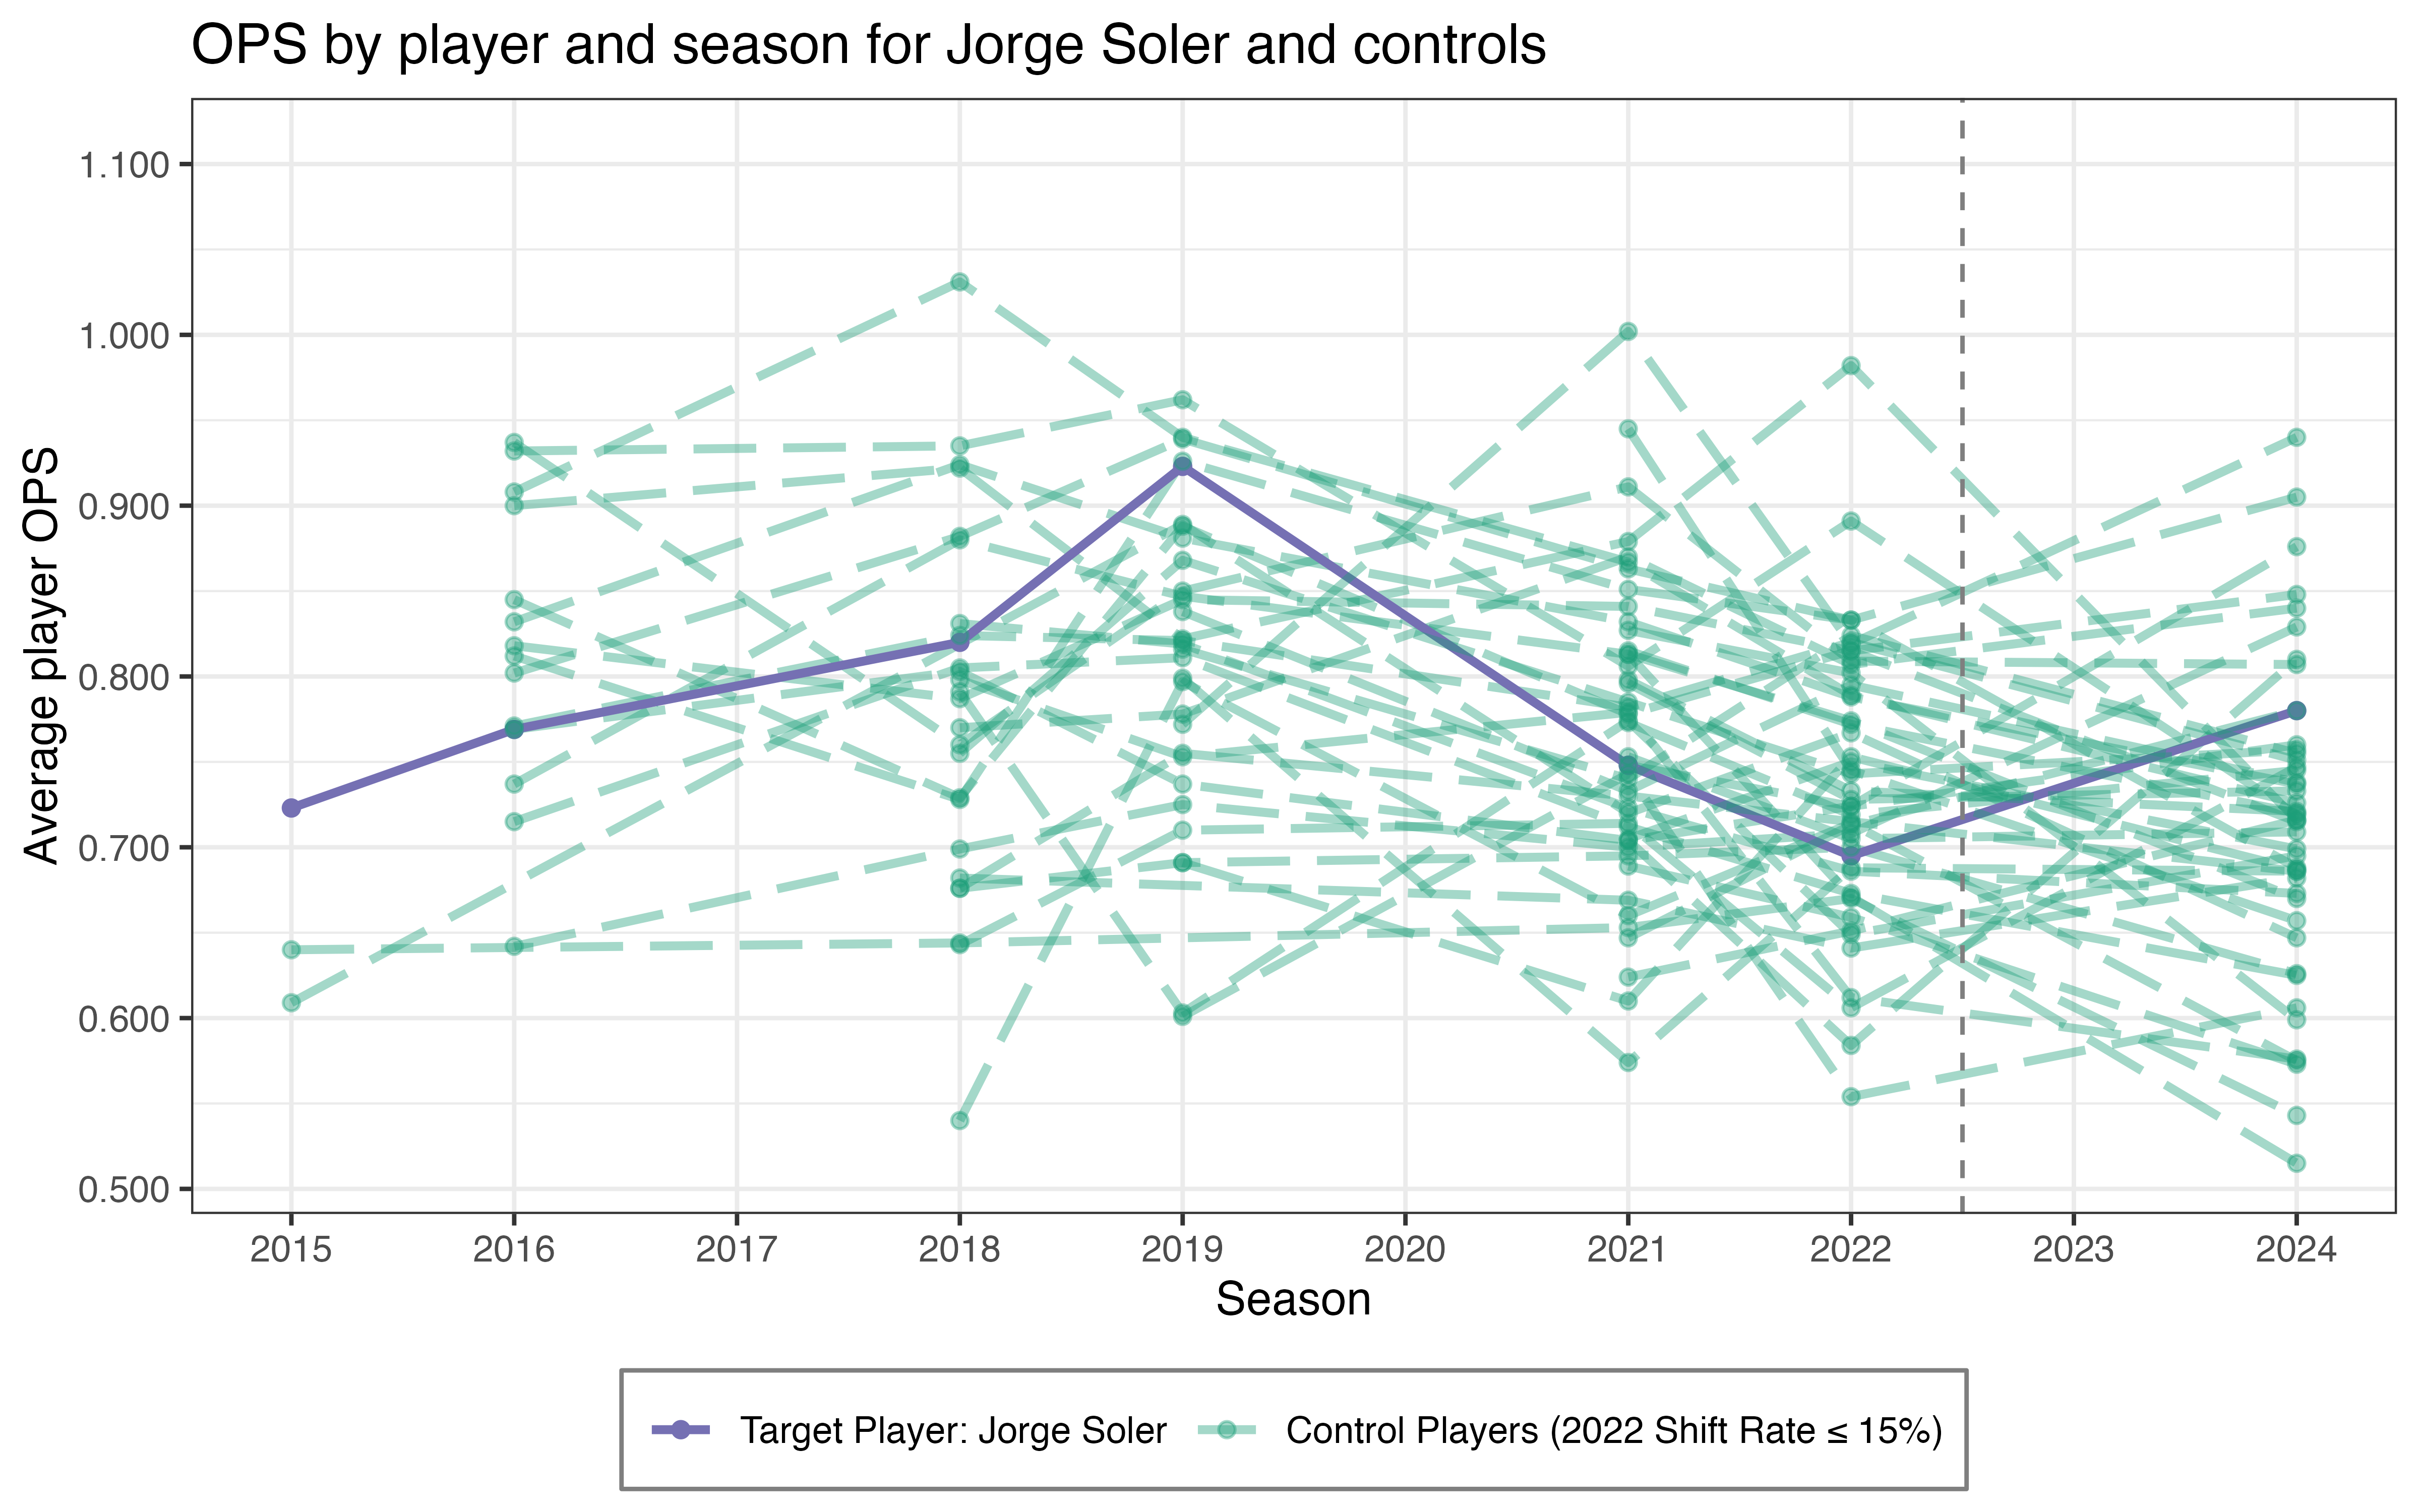 OPS by player and season for Jorge Soler and controls
Average player OPS
1.100
1.000
0.900
0.800
0.700
0.600
0.500
2015 2016 2017 2018 2019 2020 2021 2022 2023 2024
Season
Target Player: Jorge Soler Control Players (2022 Shift Rate ≤ 15%)